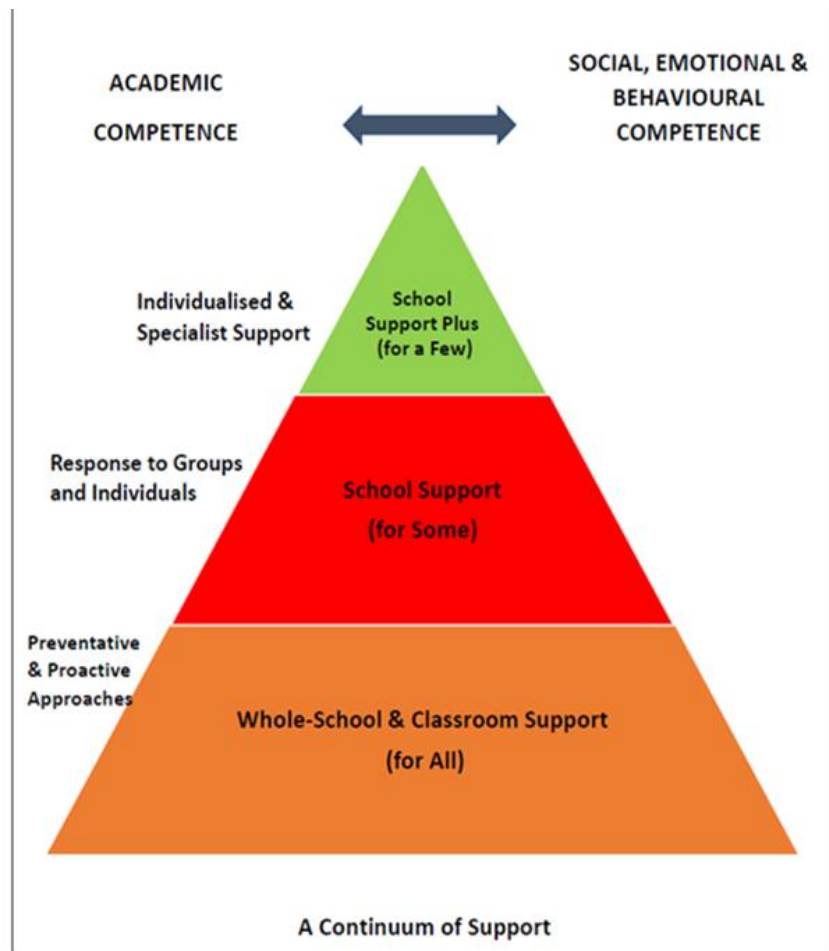 ACADEMIC
COMPETENCE
SOCIAL, EMOTIONAL &
BEHAVIOURAL
COMPETENCE
Individualised &
Specialist Support
School
Support Plus
(for a Few)
Response to Groups
and Individuals
School Support
(for Some)
Preventative
& Proactive
Approaches
Whole-School & Classroom Support
(for All)
A Continuum of Support